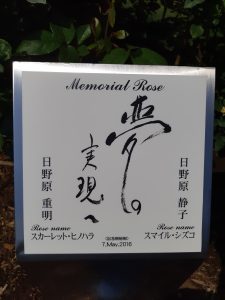 Memorial Rose
夢の
実現へ
日野原 静子
Rose name
スマイル・シズコ
日野原 重明
Rose name
スカーレット・ヒノハラ
7.May.2016